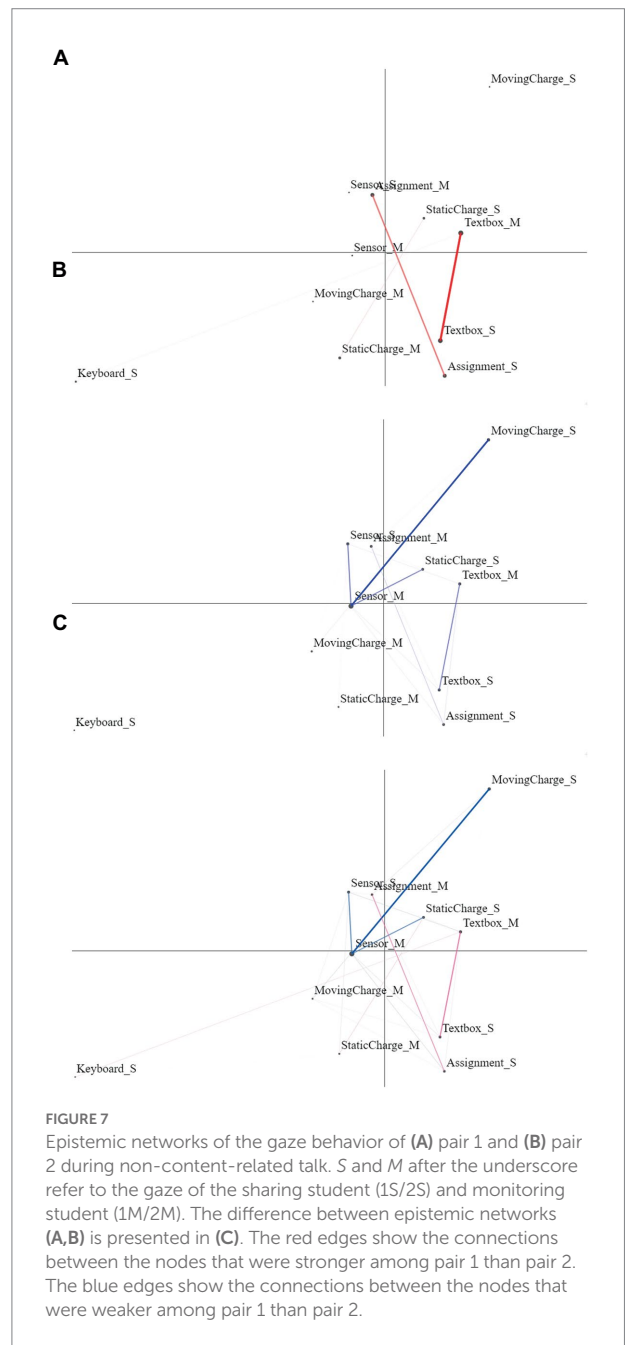 A
MovingCharge_S
Sensor_S
Assignment_M
StaticCharge_S
Textbox_M
Sensor_M
B
MovingCharge_M
Textbox_S
StaticCharge_M
Assignment_S
Keyboard_S
MovingCharge_S
Sensor_S
Assignment_M
StaticCharge_S
Textbox_M
Sensor_M
C
MovingCharge_M
Textbox_S
StaticCharge_M
Assignment_S
Keyboard_S
MovingCharge_S
Sensor_S
Assignment_M
StaticCharge_S
Textbox_M
Sensor_M
MovingCharge_M
Textbox_S
StaticCharge_M
Assignment_S
Keyboard_S
FIGURE 7
Epistemic networks of the gaze behavior of (A) pair 1 and (B) pair
2 during non-content-related talk. S and M after the underscore
refer to the gaze of the sharing student (1S/2S) and monitoring
student (1M/2M). The difference between epistemic networks
(A,B) is presented in (C). The red edges show the connections
between the nodes that were stronger among pair 1 than pair 2.
The blue edges show the connections between the nodes that
were weaker among pair 1 than pair 2.